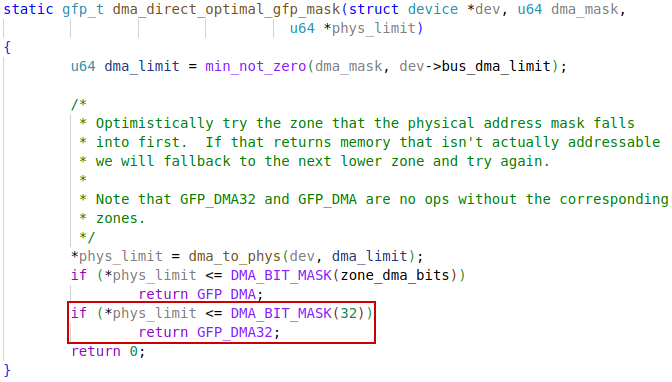 static gfp_t dma_direct_optimal_gfp_mask(struct device *dev, u64 dma_mask,
u64 *phys_limit)
{
u64 dma_limit = min_not_zero(dma_mask, dev->bus_dma_limit);
/*
* Optimistically try the zone that the physical address mask falls
* into first.  If that returns memory that isn't actually addressable
* we will fallback to the next lower zone and try again.
*
* Note that GFP_DMA32 and GFP_DMA are no ops without the corresponding
* zones.
*/
*phys_limit = dma_to_phys(dev, dma_limit);
if (*phys_limit <= DMA_BIT_MASK(zone_dma_bits))
return GFP_DMA;
if (*phys_limit <= DMA_BIT_MASK(32))
return GFP_DMA32;
return 0;
}